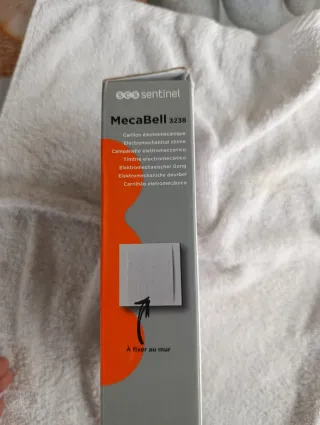 scs sentinel
MecaBell 3238
Carillon électromécanique
Electromechanical chime
Campanello elettromeccanico
Timbre electromecánico
Elektromechanischer Gong
Elektromechanische deurbel
Carrilhão eletromecânico
À fixer au mur